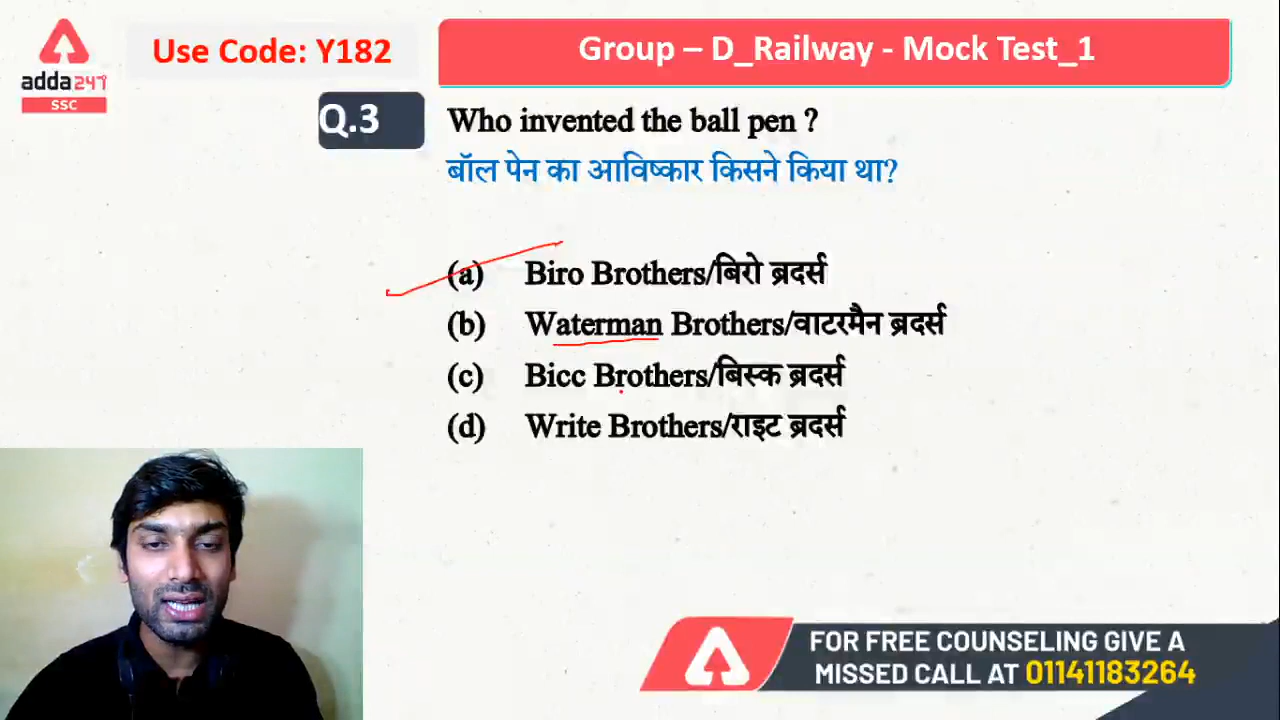 adda247
SSC
Use Code: Y182
Group – D_Railway - Mock Test_1
Q.3
Who invented the ball pen ?
बॉल पेन का आविष्कार किसने किया था?
(a) Biro Brothers/बिरो ब्रदर्स
(b) Waterman Brothers/वाटरमैन ब्रदर्स
(c) Bicc Brothers/बिस्क ब्रदर्स
(d) Write Brothers/राइट ब्रदर्स
FOR FREE COUNSELING GIVE A
MISSED CALL AT 01141183264